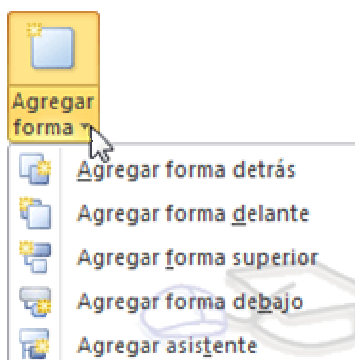 Agregar
forma
Agregar forma detrás
Agregar forma delante
Agregar forma superior
Agregar forma debajo
Agregar asistente